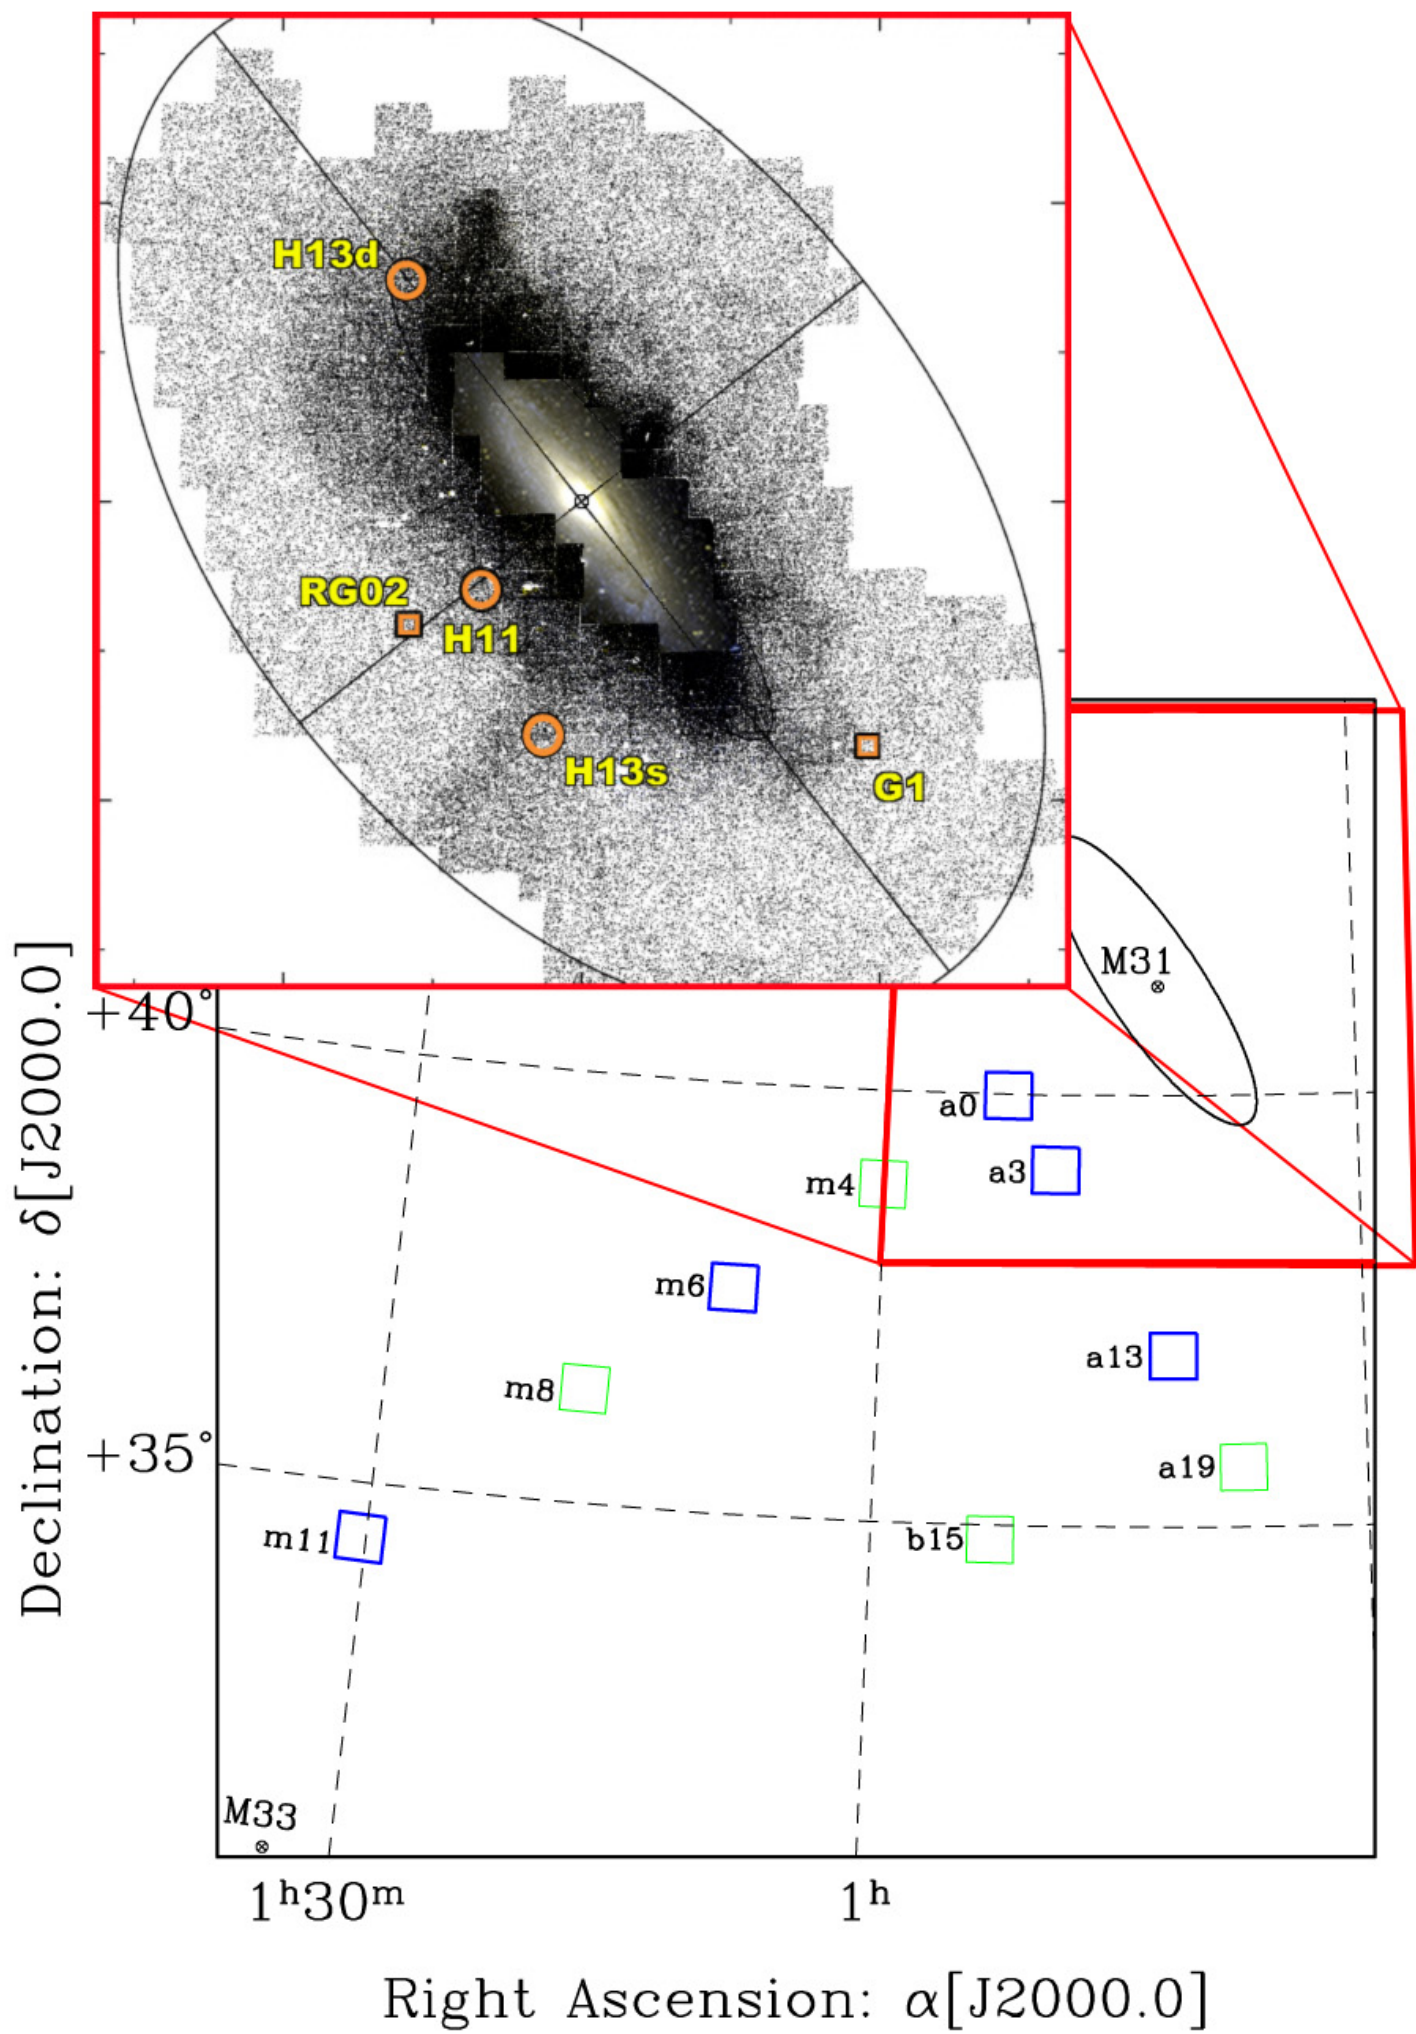 H13d
RG02
H11
H13s
G1
M31
+40°
a0
a3
m4
m6
a13
m8
+35°
a19
m11
b15
M33
1ʰ30ᵐ
1ʰ
Declination: δ[J2000.0]
Right Ascension: α[J2000.0]